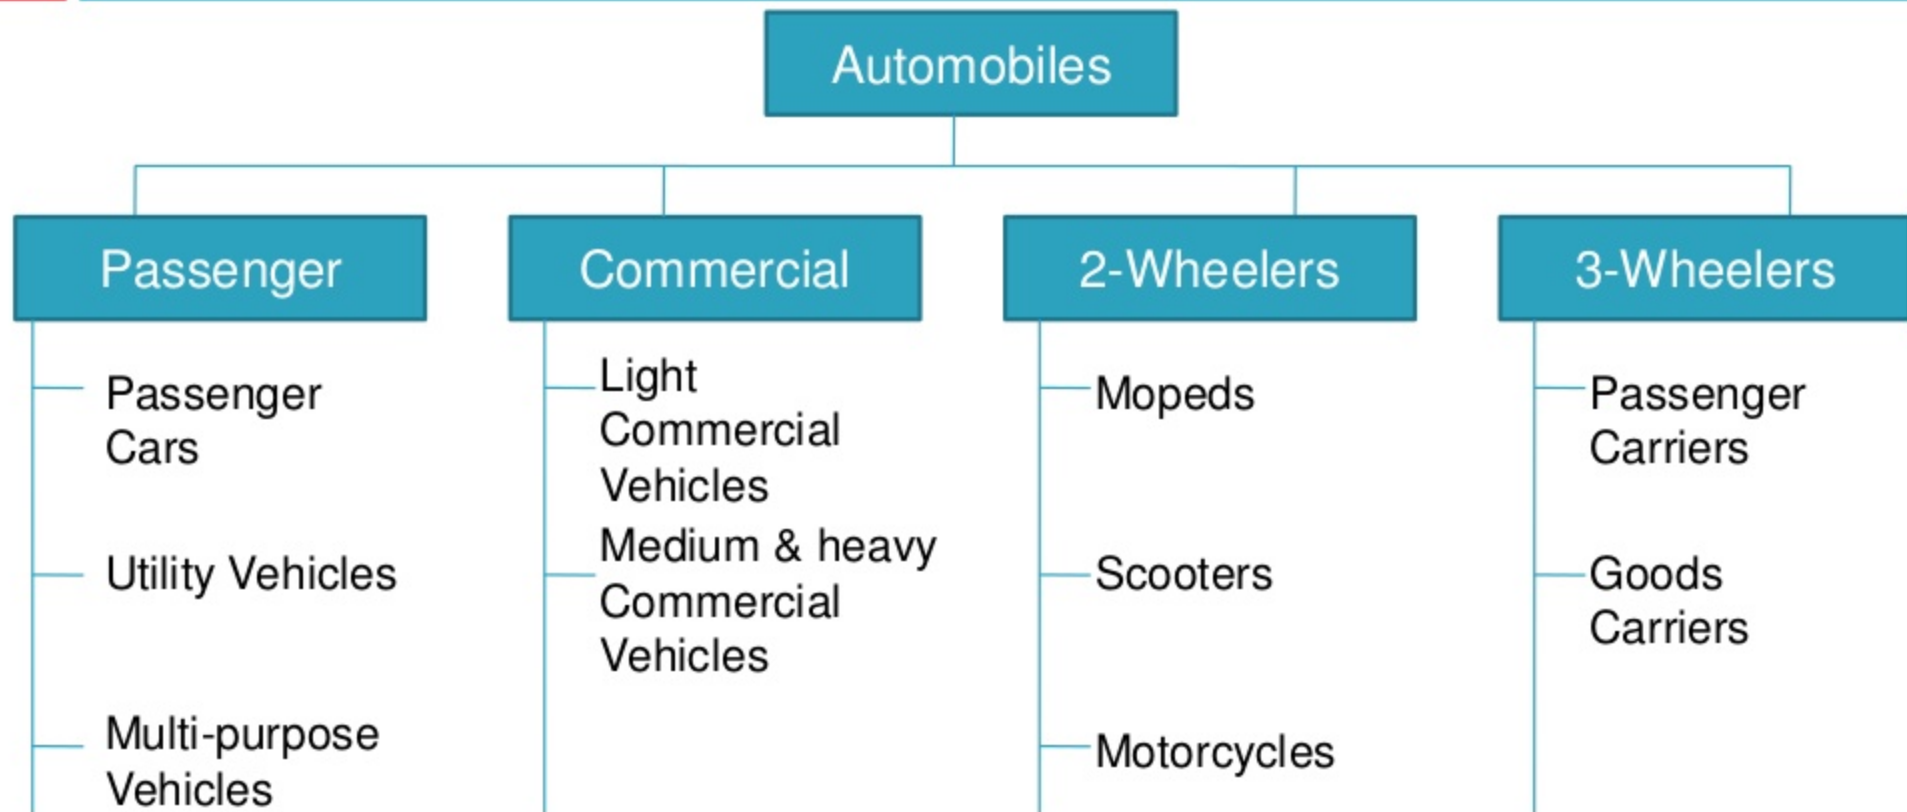 Automobiles
Passenger
Commercial
2-Wheelers
3-Wheelers
Passenger
Cars
Utility Vehicles
Multi-purpose
Vehicles
Light
Commercial
Vehicles
Medium & heavy
Commercial
Vehicles
Mopeds
Scooters
Motorcycles
Passenger
Carriers
Goods
Carriers